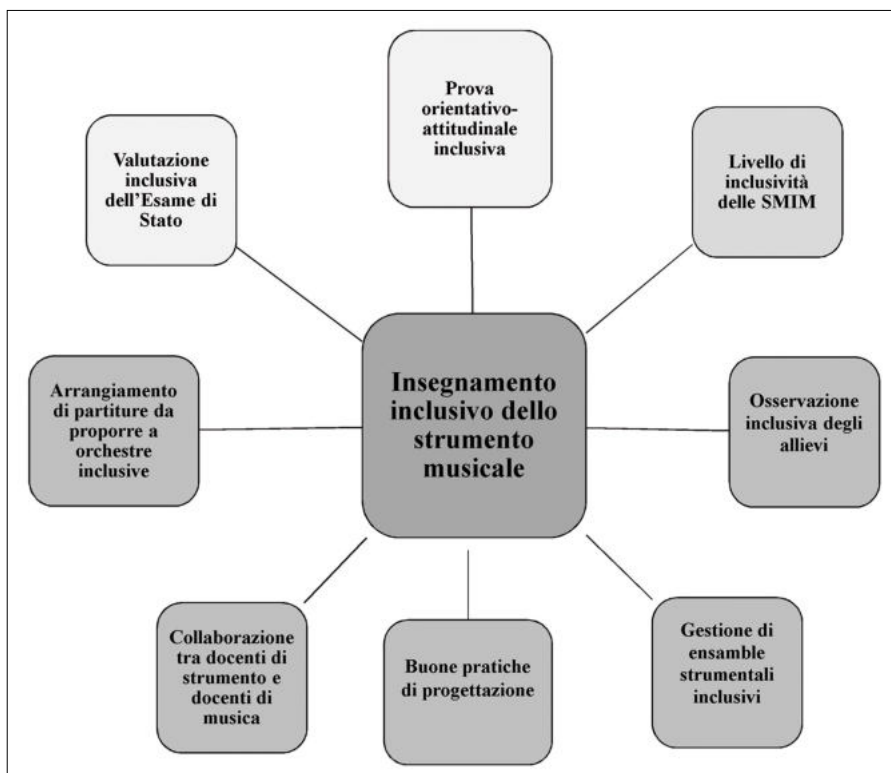 Prova
orientativo-
attitudinale
inclusiva
Valutazione
inclusiva
dell'Esame di
Stato
Livello di
inclusività
delle SMIM
Insegnamento
inclusivo dello
strumento
musicale
Arrangiamento
di partiture da
proporre a
orchestre
inclusive
Osservazione
inclusiva degli
allievi
Collaborazione
tra docenti di
strumento e
docenti di
musica
Buone pratiche
di progettazione
Gestione di
ensamble
strumentali
inclusivi